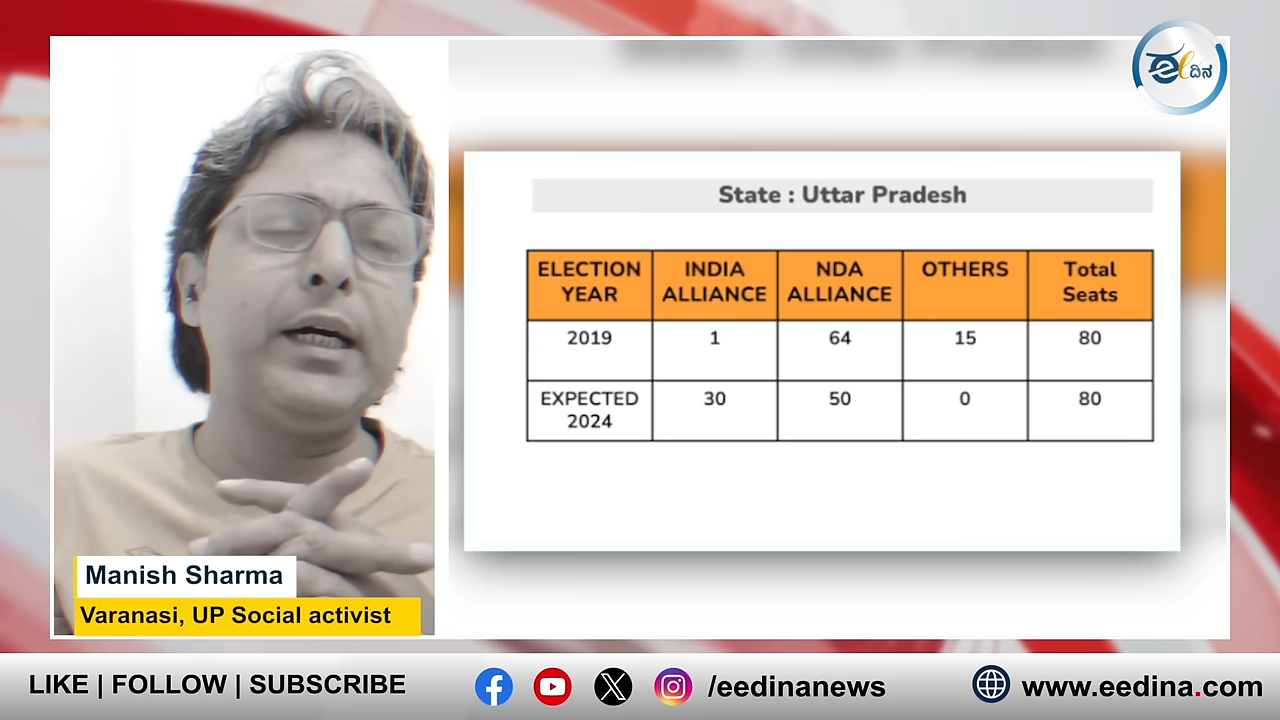 eeದಿನ
State : Uttar Pradesh
ELECTION YEAR | INDIA ALLIANCE | NDA ALLIANCE | OTHERS | Total Seats
2019 | 1 | 64 | 15 | 80
EXPECTED 2024 | 30 | 50 | 0 | 80
Manish Sharma
Varanasi, UP Social activist
LIKE | FOLLOW | SUBSCRIBE
/eedinanews
www.eedina.com